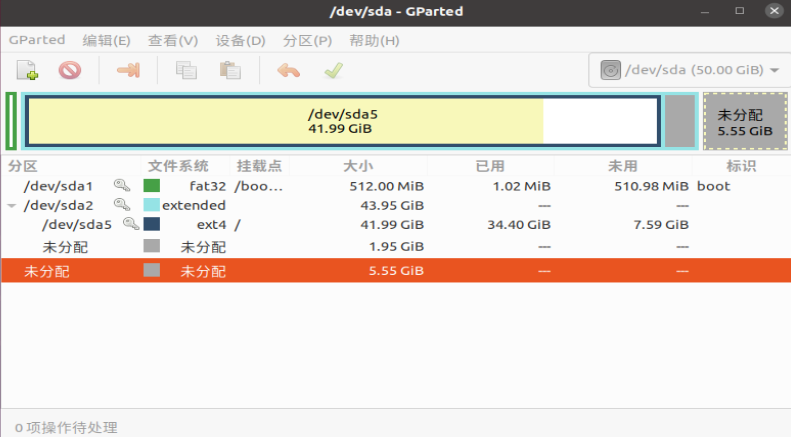 /dev/sda - GParted
GParted 编辑(E) 查看(V) 设备(D) 分区(P) 帮助(H)
/dev/sda (50.00 GiB)
/dev/sda5
41.99 GiB
未分配
5.55 GiB
分区 文件系统 挂载点 大小 已用 未用 标识
/dev/sda1 fat32 /boo... 512.00 MiB 1.02 MiB 510.98 MiB boot
/dev/sda2 extended 43.95 GiB --- ---
/dev/sda5 ext4 / 41.99 GiB 34.40 GiB 7.59 GiB
未分配 未分配 1.95 GiB --- ---
未分配 未分配 5.55 GiB --- ---
0 项操作待处理